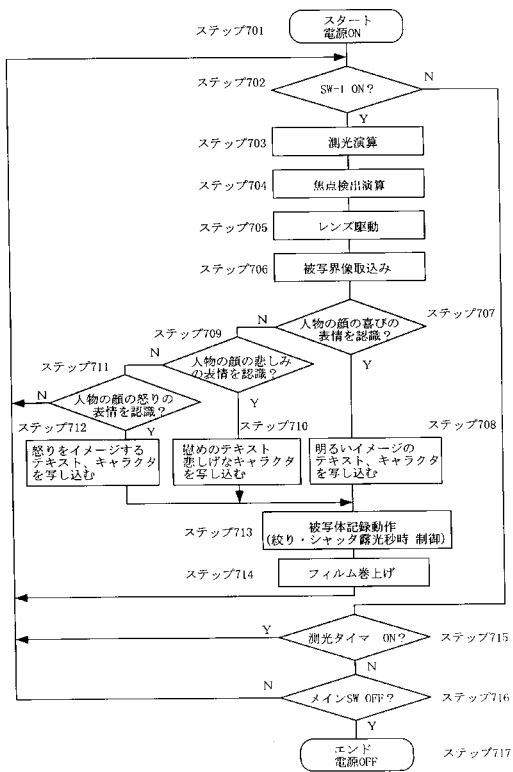 ステップ701
スタート
電源ON
ステップ702
SW-1 ON？
N
Y
ステップ703
測光演算
ステップ704
焦点検出演算
ステップ705
レンズ駆動
ステップ706
被写界像取込み
ステップ707
人物の顔の喜びの
表情を認識？
N
Y
ステップ709
人物の顔の悲しみ
の表情を認識？
N
Y
ステップ711
人物の顔の怒りの
表情を認識？
N
Y
ステップ712
怒りをイメージする
テキスト、キャラクタ
を写し込む
ステップ710
慰めのテキスト
悲しげなキャラクタ
を写し込む
ステップ708
明るいイメージの
テキスト、キャラクタ
を写し込む
ステップ713
被写体記録動作
(絞り・シャッタ露光秒時 制御)
ステップ714
フィルム巻上げ
Y
測光タイマ ON？
ステップ715
N
N
メインSW OFF？
ステップ716
Y
エンド
電源OFF
ステップ717